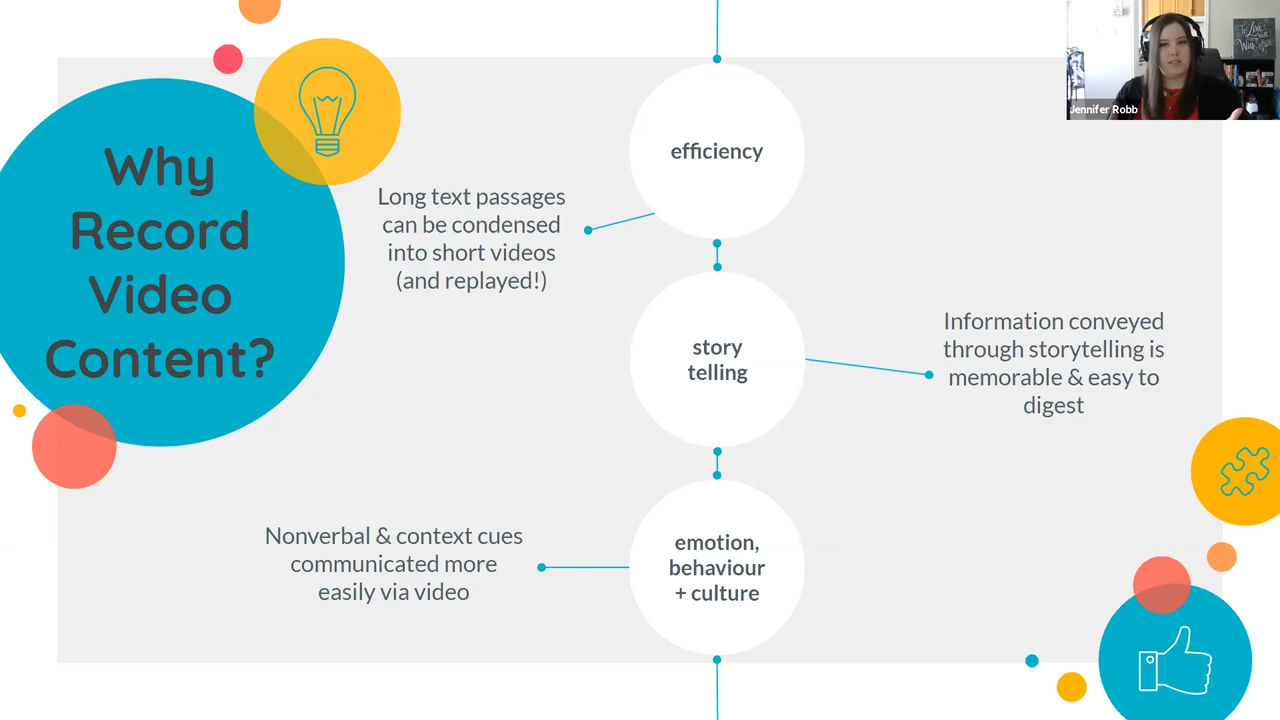 Why
Record
Video
Content?
efficiency
Long text passages
can be condensed
into short videos
(and replayed!)
story
telling
Information conveyed
through storytelling is
memorable & easy to
digest
emotion,
behaviour
+ culture
Nonverbal & context cues
communicated more
easily via video
Jennifer Robb